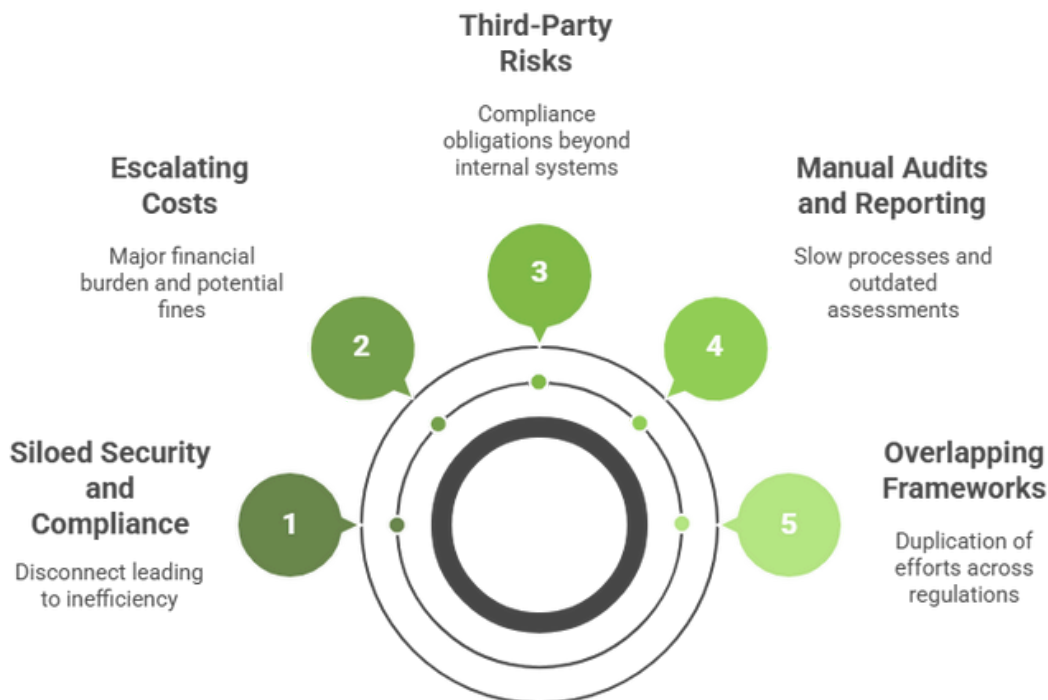 Third-Party
Risks
Compliance
obligations beyond
internal systems
Escalating
Costs
Major financial
burden and potential
fines
Manual Audits
and Reporting
Slow processes and
outdated
assessments
3
2
4
Siloed Security
and
Compliance
Disconnect leading
to inefficiency
1
Overlapping
Frameworks
Duplication of
efforts across
regulations
5